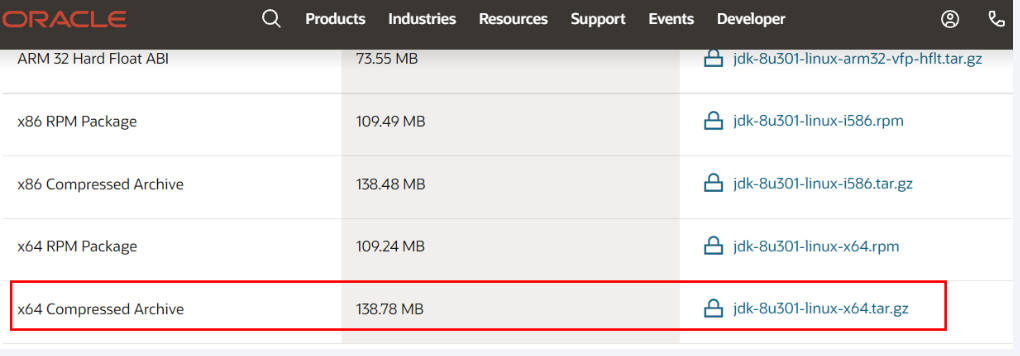 ORACLE Products Industries Resources Support Events Developer
ARM 32 Hard Float ABI 73.55 MB jdk-8u301-linux-arm32-vfp-hflt.tar.gz
x86 RPM Package 109.49 MB jdk-8u301-linux-i586.rpm
x86 Compressed Archive 138.48 MB jdk-8u301-linux-i586.tar.gz
x64 RPM Package 109.24 MB jdk-8u301-linux-x64.rpm
x64 Compressed Archive 138.78 MB jdk-8u301-linux-x64.tar.gz